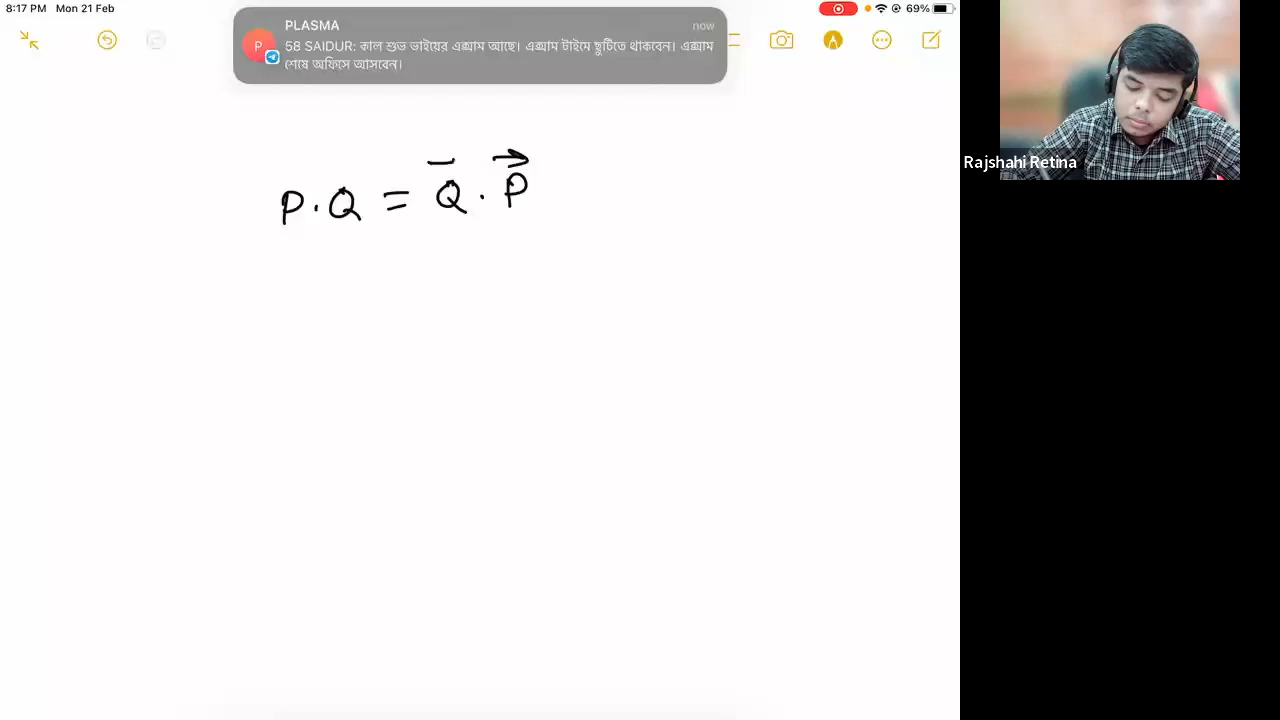 8:17 PM Mon 21 Feb
69%
PLASMA now
P
58 SAIDUR: কাল শুভ ভাইয়ের এক্সাম আছে। এক্সাম টাইমে ছুটিতে থাকবেন। এক্সাম
শেষে অফিসে আসবেন।
Rajshahi Retina
P · Q = Q̄ · P⃗